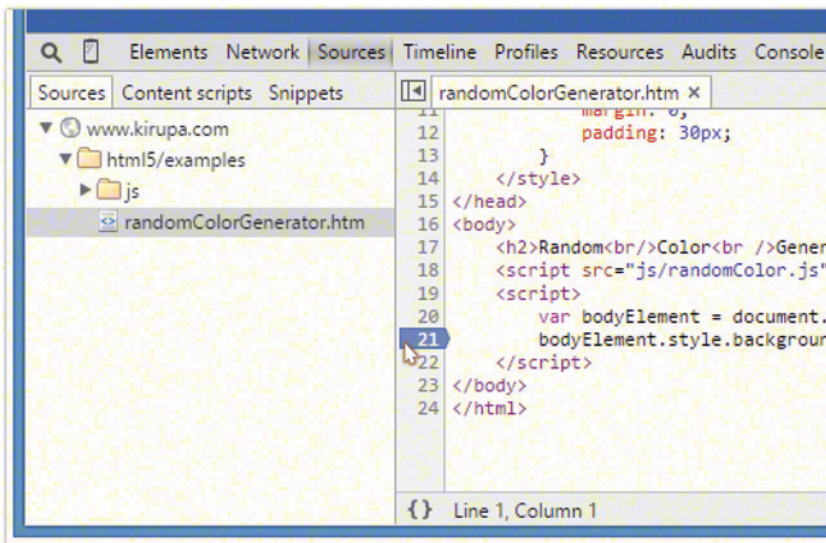 Elements Network Sources Timeline Profiles Resources Audits Console
Sources Content scripts Snippets
randomColorGenerator.htm ×
www.kirupa.com
html5/examples
js
randomColorGenerator.htm
11 margin: 0;
12 padding: 30px;
13 }
14 </style>
15 </head>
16 <body>
17 <h2>Random<br/>Color<br />Gener
18 <script src="js/randomColor.js"
19 <script>
20 var bodyElement = document.
21 bodyElement.style.backgroun
22 </script>
23 </body>
24 </html>
{} Line 1, Column 1